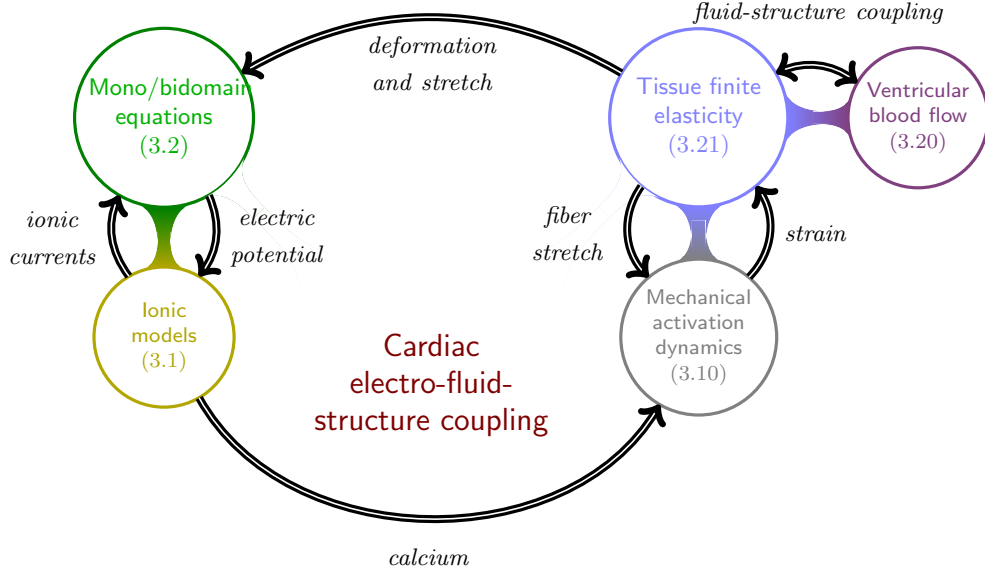 fluid-structure coupling
deformation
and stretch
Mono/bidomain
equations
(3.2)
Tissue finite
elasticity
(3.21)
Ventricular
blood flow
(3.20)
ionic
currents
electric
potential
fiber
stretch
strain
Ionic
models
(3.1)
Mechanical
activation
dynamics
(3.10)
Cardiac
electro-fluid-
structure coupling
calcium